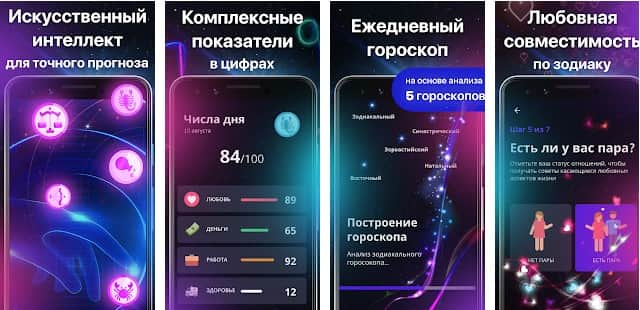 Искусственный
интеллект
для точного прогноза
Комплексные
показатели
в цифрах
Числа дня
10 августа
84/100
ЛЮБОВЬ 89
ДЕНЬГИ 65
РАБОТА 92
ЗДОРОВЬЕ 12
Ежедневный
гороскоп
на основе анализа
5 гороскопов
Зодиакальный
Синастрический
Зороастрийский
Натальный
Восточный
Построение
гороскопа
Анализ зодиакального
гороскопа...
Любовная
совместимость
по зодиаку
Шаг 5 из 7
Есть ли у вас пара?
Отметьте ваш статус отношений, чтобы
получать советы касающиеся любовных
аспектов жизни
НЕТ ПАРЫ
ЕСТЬ ПАРА